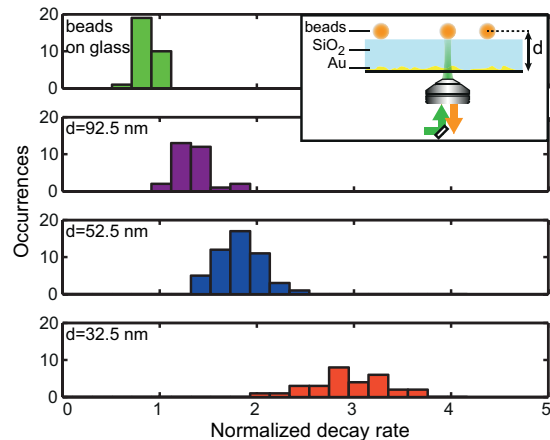 20
10
0
beads
on glass
beads
SiO₂
Au
d
20
10
0
d=92.5 nm
20
10
0
d=52.5 nm
20
10
0
d=32.5 nm
0 1 2 3 4 5
Occurrences
Normalized decay rate